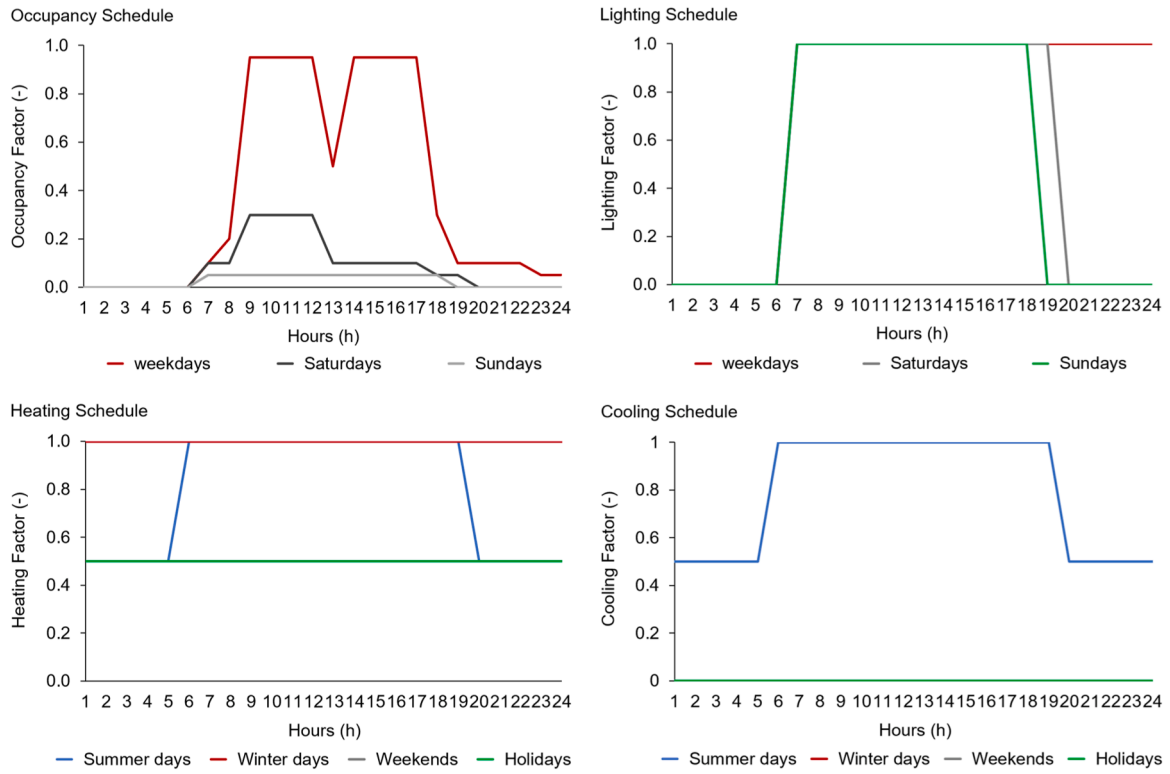 Occupancy Schedule
Occupancy Factor (-)
1.0
0.8
0.6
0.4
0.2
0.0
1 2 3 4 5 6 7 8 9 10 11 12 13 14 15 16 17 18 19 20 21 22 23 24
Hours (h)
weekdays Saturdays Sundays
Lighting Schedule
Lighting Factor (-)
1.0
0.8
0.6
0.4
0.2
0.0
1 2 3 4 5 6 7 8 9 10 11 12 13 14 15 16 17 18 19 20 21 22 23 24
Hours (h)
weekdays Saturdays Sundays
Heating Schedule
Heating Factor (-)
1.0
0.8
0.6
0.4
0.2
0.0
1 2 3 4 5 6 7 8 9 10 11 12 13 14 15 16 17 18 19 20 21 22 23 24
Hours (h)
Summer days Winter days Weekends Holidays
Cooling Schedule
Cooling Factor (-)
1
0.8
0.6
0.4
0.2
0
1 2 3 4 5 6 7 8 9 10 11 12 13 14 15 16 17 18 19 20 21 22 23 24
Hours (h)
Summer days Winter days Weekends Holidays